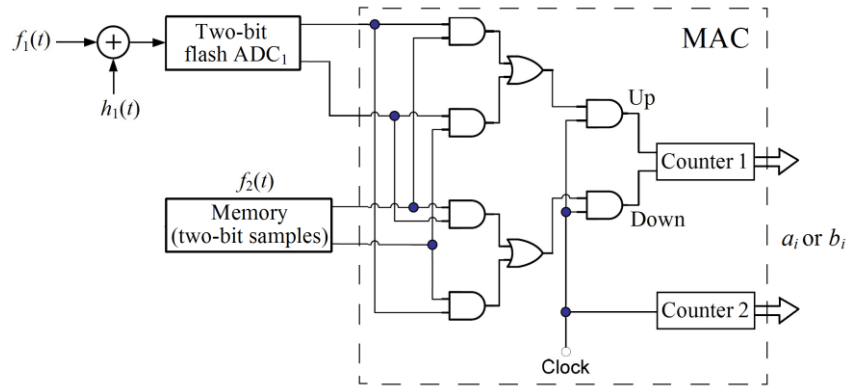 MAC
f₁(t)
Two-bit
flash ADC₁
h₁(t)
Up
Counter 1
f₂(t)
Memory
(two-bit samples)
Down
aᵢ or bᵢ
Counter 2
Clock